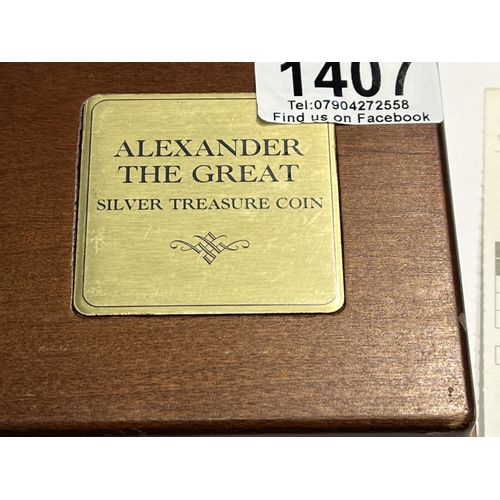 1407
Tel:07904272558
Find us on Facebook
ALEXANDER
THE GREAT
SILVER TREASURE COIN